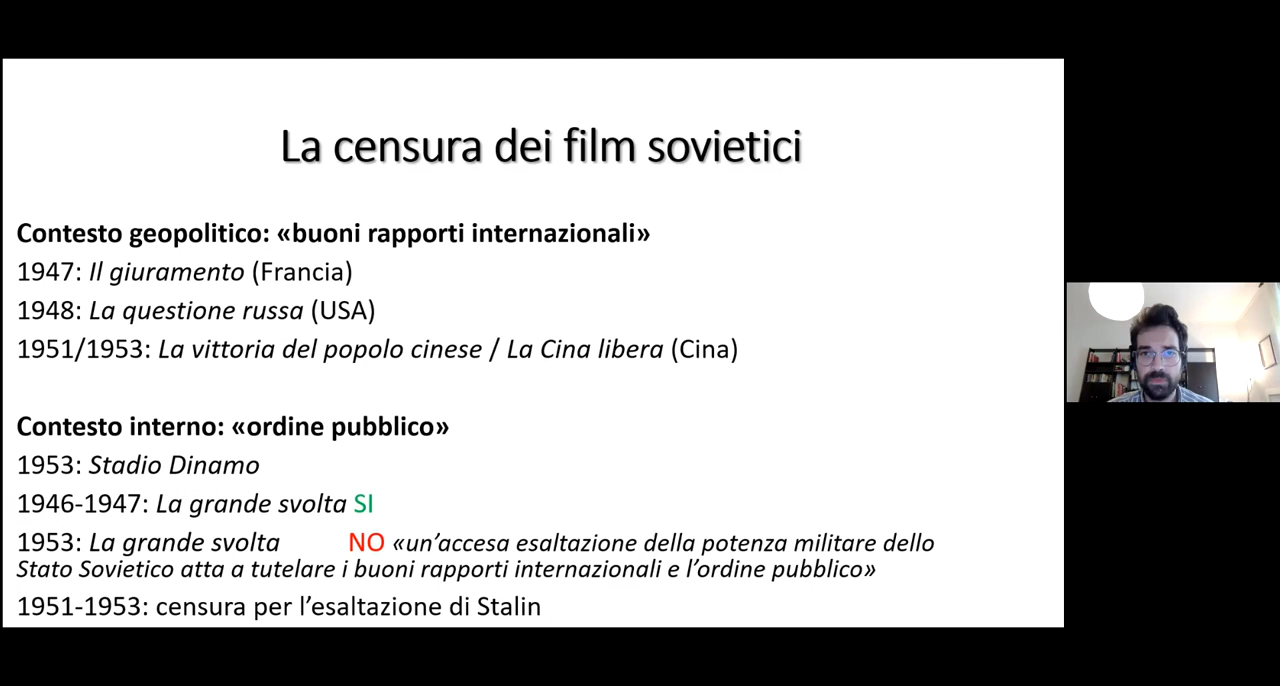 La censura dei film sovietici
Contesto geopolitico: «buoni rapporti internazionali»
1947: Il giuramento (Francia)
1948: La questione russa (USA)
1951/1953: La vittoria del popolo cinese / La Cina libera (Cina)
Contesto interno: «ordine pubblico»
1953: Stadio Dinamo
1946-1947: La grande svolta SI
1953: La grande svolta NO «un’accesa esaltazione della potenza militare dello
Stato Sovietico atta a tutelare i buoni rapporti internazionali e l’ordine pubblico»
1951-1953: censura per l’esaltazione di Stalin